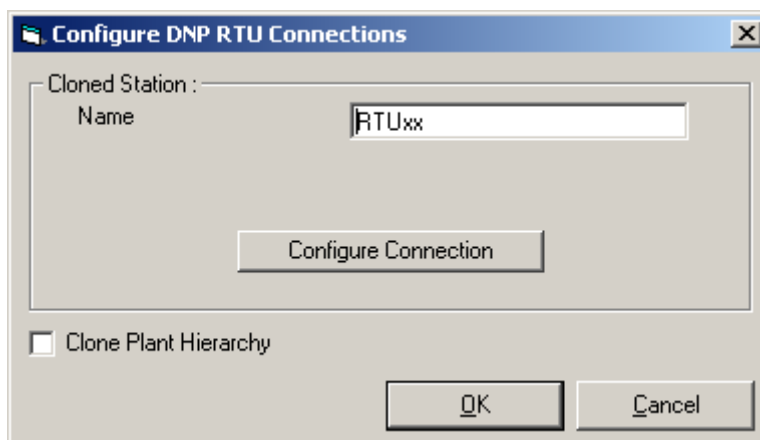 Configure DNP RTU Connections
Cloned Station :
Name
RTUxx
Configure Connection
Clone Plant Hierarchy
OK
Cancel